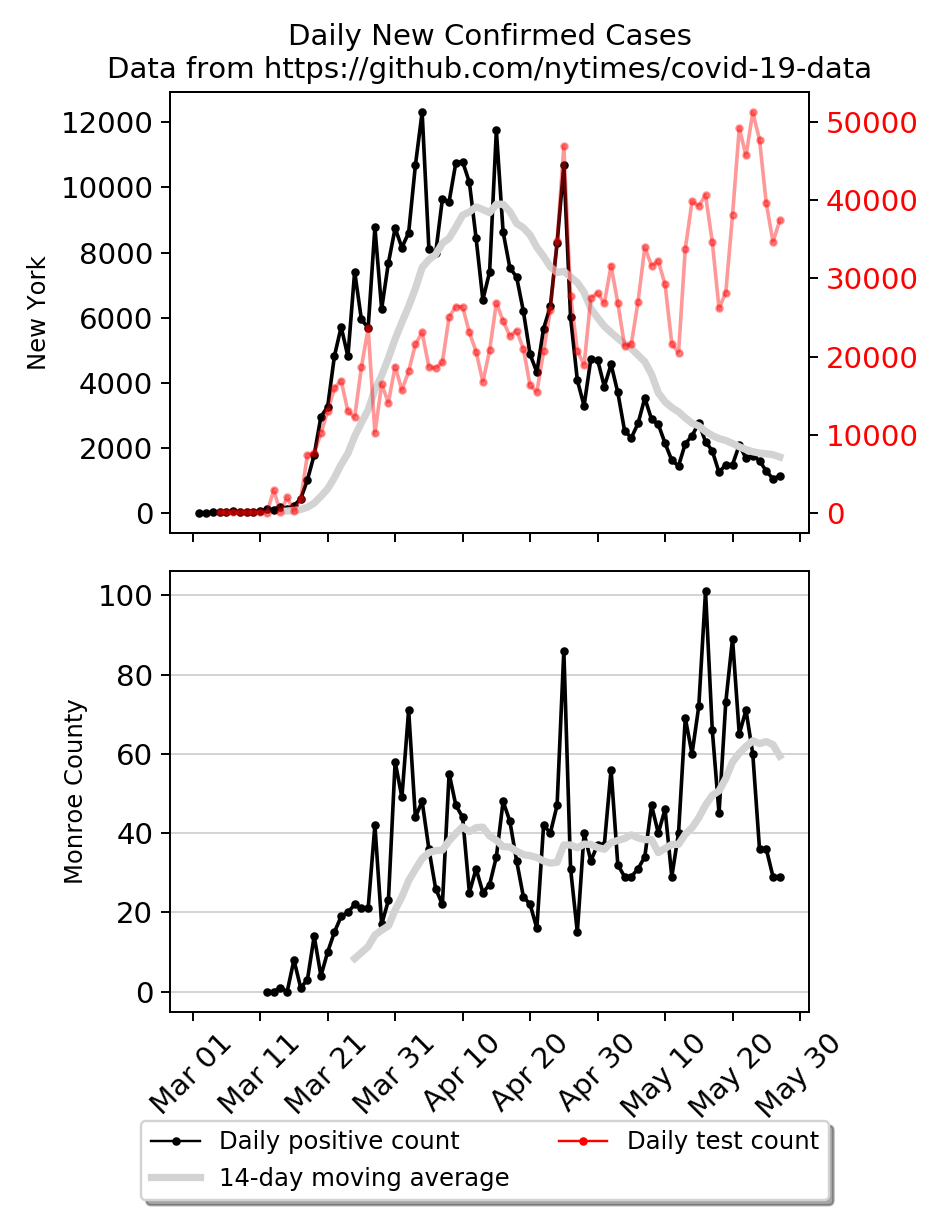 Daily New Confirmed Cases
Data from https://github.com/nytimes/covid-19-data
New York
12000
10000
8000
6000
4000
2000
0
50000
40000
30000
20000
10000
0
Monroe County
100
80
60
40
20
0
Mar 01
Mar 11
Mar 21
Mar 31
Apr 10
Apr 20
Apr 30
May 10
May 20
May 30
Daily positive count
Daily test count
14-day moving average